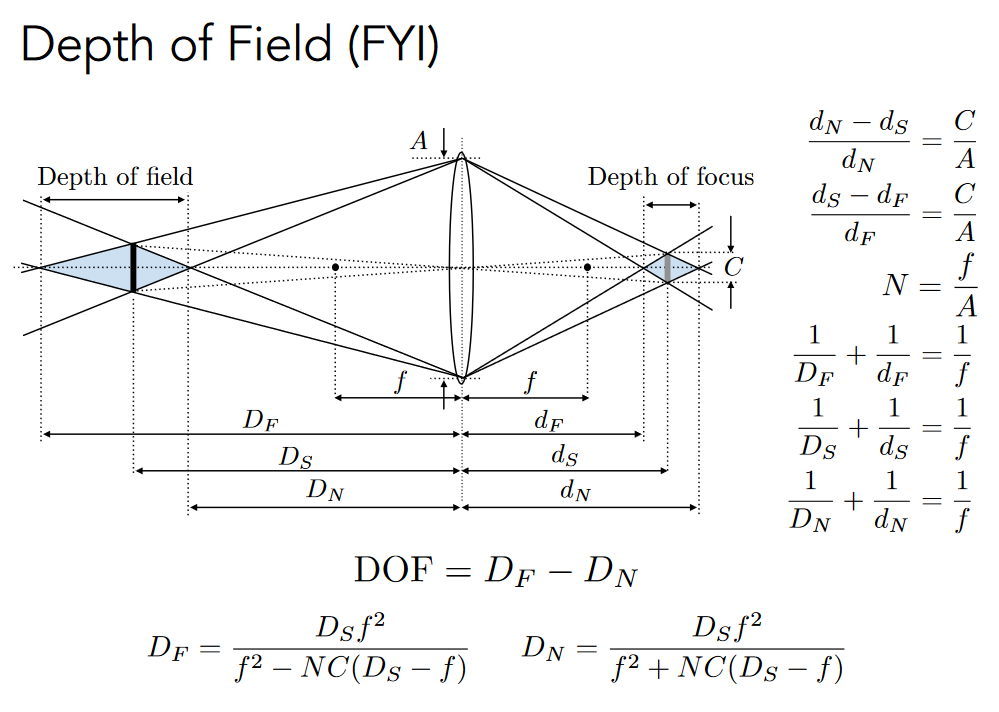 Depth of Field (FYI)
A
Depth of field
Depth of focus
C
f f
D_F d_F
D_S d_S
D_N d_N
\frac{d_N - d_S}{d_N} = \frac{C}{A}
\frac{d_S - d_F}{d_F} = \frac{C}{A}
N = \frac{f}{A}
\frac{1}{D_F} + \frac{1}{d_F} = \frac{1}{f}
\frac{1}{D_S} + \frac{1}{d_S} = \frac{1}{f}
\frac{1}{D_N} + \frac{1}{d_N} = \frac{1}{f}
DOF = D_F - D_N
D_F = \frac{D_S f^2}{f^2 - NC(D_S - f)} D_N = \frac{D_S f^2}{f^2 + NC(D_S - f)}